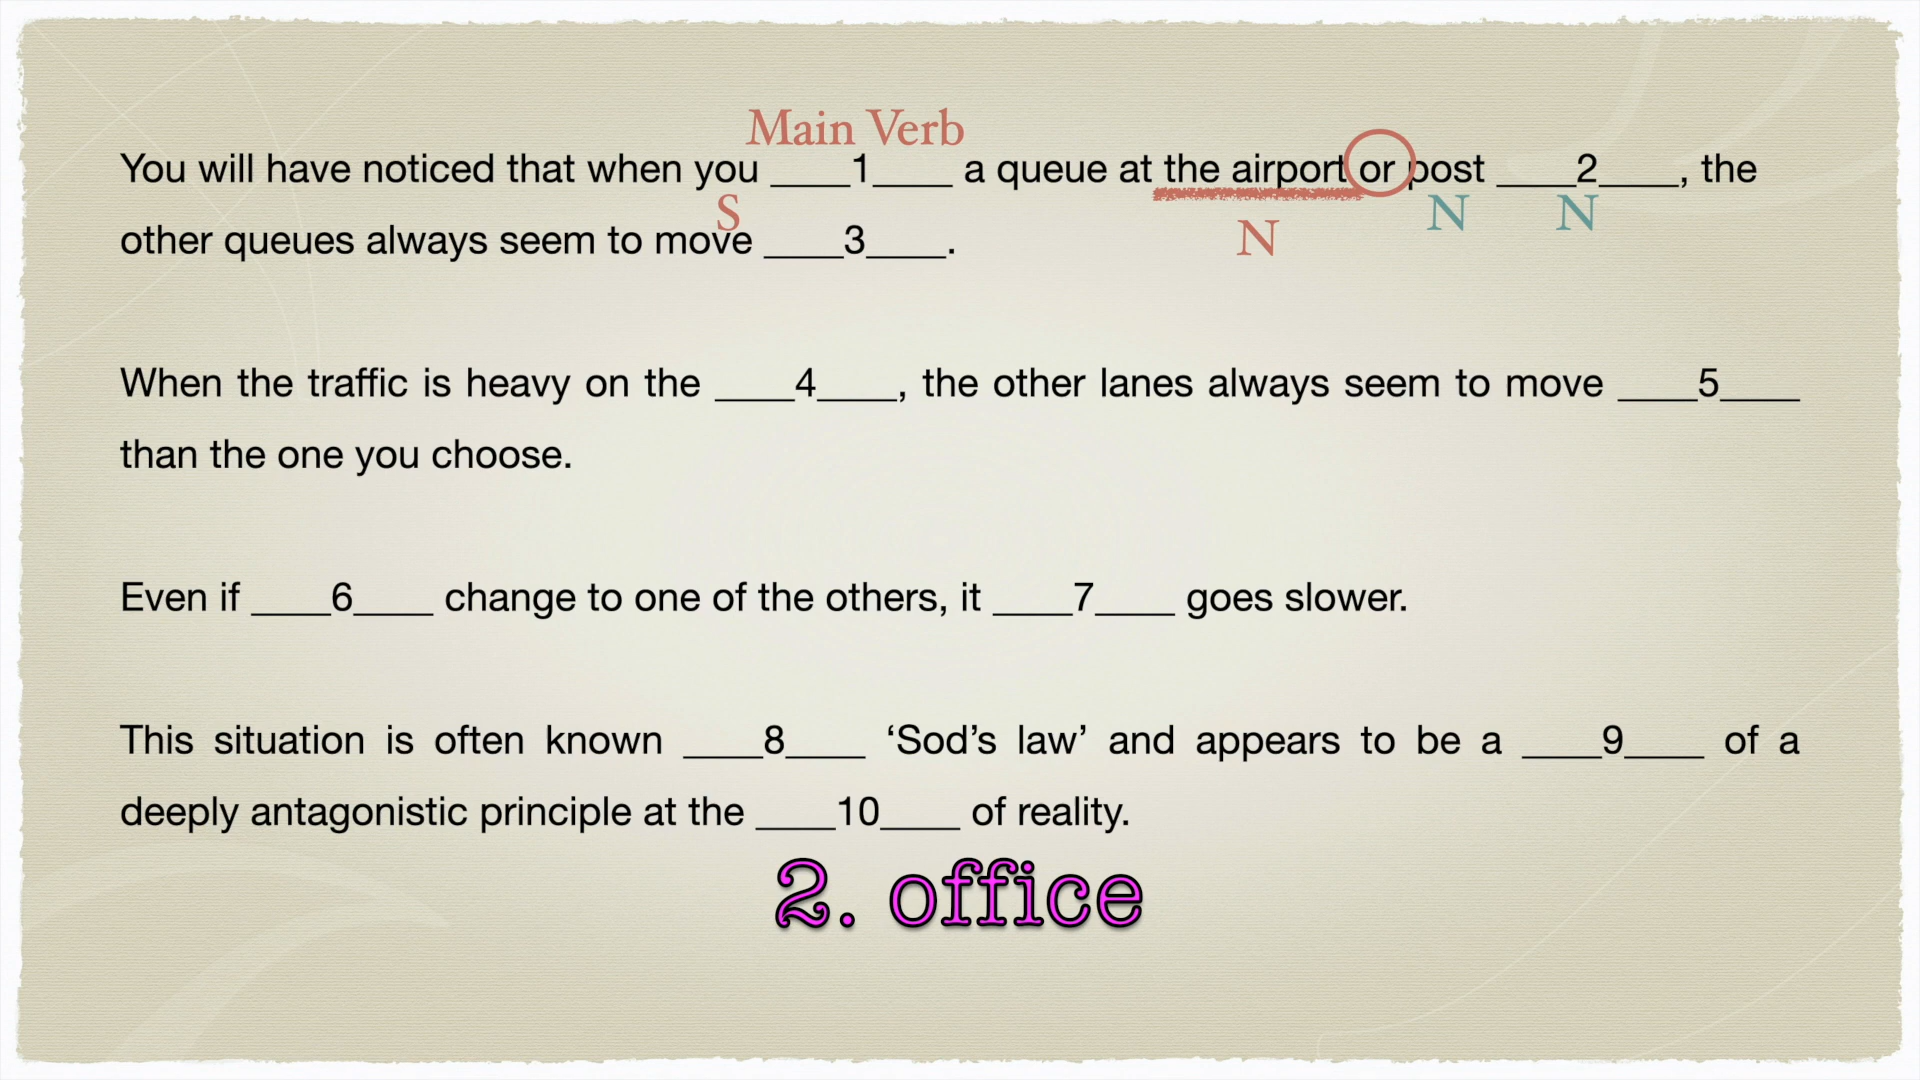 Main Verb
You will have noticed that when you ____1____ a queue at the airport or post ____2____, the
S N N
other queues always seem to move ____3____.
N
When the traffic is heavy on the ____4____, the other lanes always seem to move ____5____
than the one you choose.
Even if ____6____ change to one of the others, it ____7____ goes slower.
This situation is often known ____8____ ‘Sod’s law’ and appears to be a ____9____ of a
deeply antagonistic principle at the ____10____ of reality.
2. office